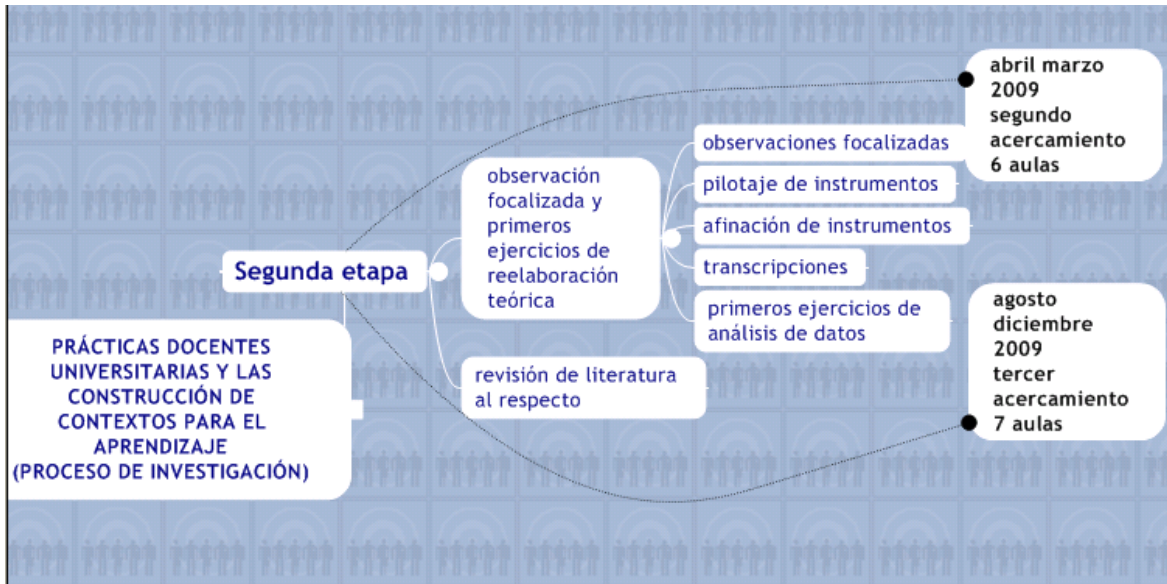 PRÁCTICAS DOCENTES
UNIVERSITARIAS Y LAS
CONSTRUCCIÓN DE
CONTEXTOS PARA EL
APRENDIZAJE
(PROCESO DE INVESTIGACIÓN)
Segunda etapa
observación
focalizada y
primeros
ejercicios de
reelaboración
teórica
observaciones focalizadas
pilotaje de instrumentos
afinación de instrumentos
transcripciones
primeros ejercicios de
análisis de datos
revisión de literatura
al respecto
abril marzo
2009
segundo
acercamiento
6 aulas
agosto
diciembre
2009
tercer
acercamiento
7 aulas